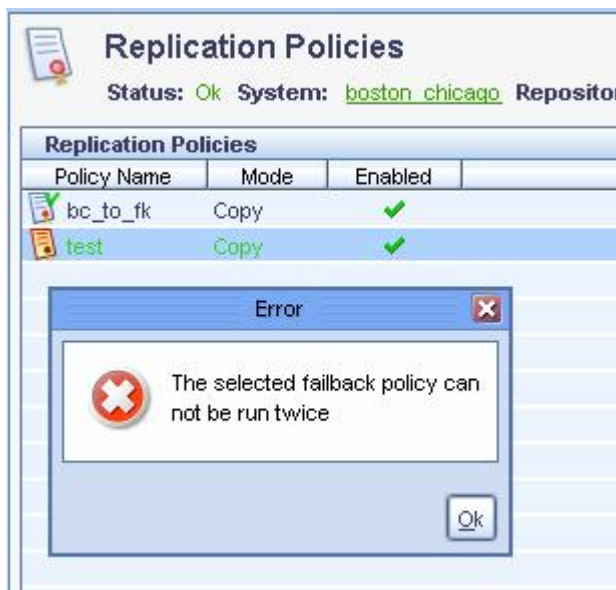 Replication Policies
Status: Ok System: boston_chicago
Replication Policies
Policy Name Mode Enabled
bc_to_fk Copy
test Copy
Error
The selected failback policy can
not be run twice
Ok